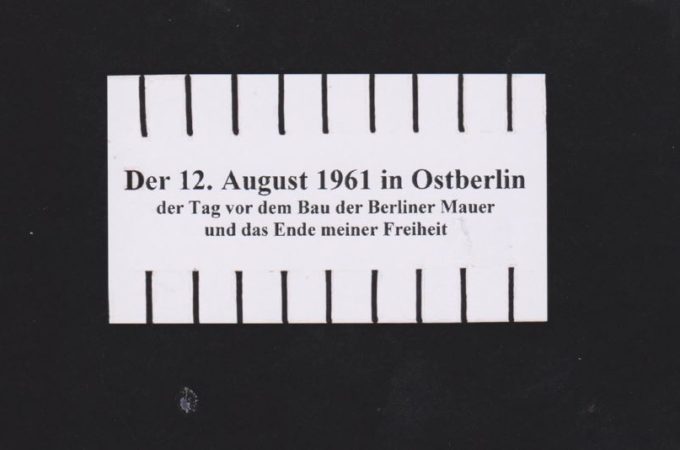 Der 12. August 1961 in Ostberlin
der Tag vor dem Bau der Berliner Mauer
und das Ende meiner Freiheit